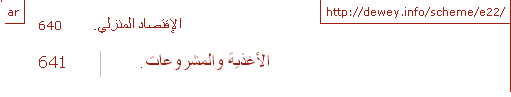 ar
http://dewey.info/scheme/e22/
640 الإقتصاد المنزلي.
641 الأغذية والمشروعات.